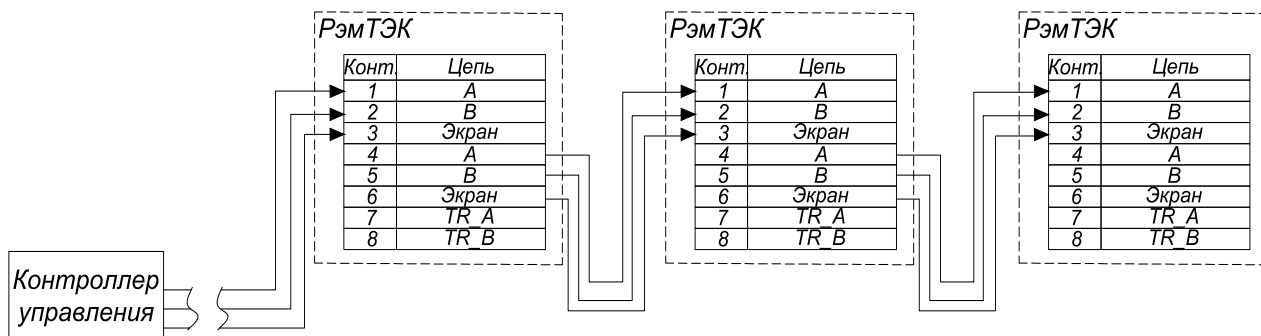 РэмТЭК
Конт. Цепь
1 A
2 B
3 Экран
4 A
5 B
6 Экран
7 TR_A
8 TR_B
РэмТЭК
Конт. Цепь
1 A
2 B
3 Экран
4 A
5 B
6 Экран
7 TR_A
8 TR_B
РэмТЭК
Конт. Цепь
1 A
2 B
3 Экран
4 A
5 B
6 Экран
7 TR_A
8 TR_B
Контроллер
управления